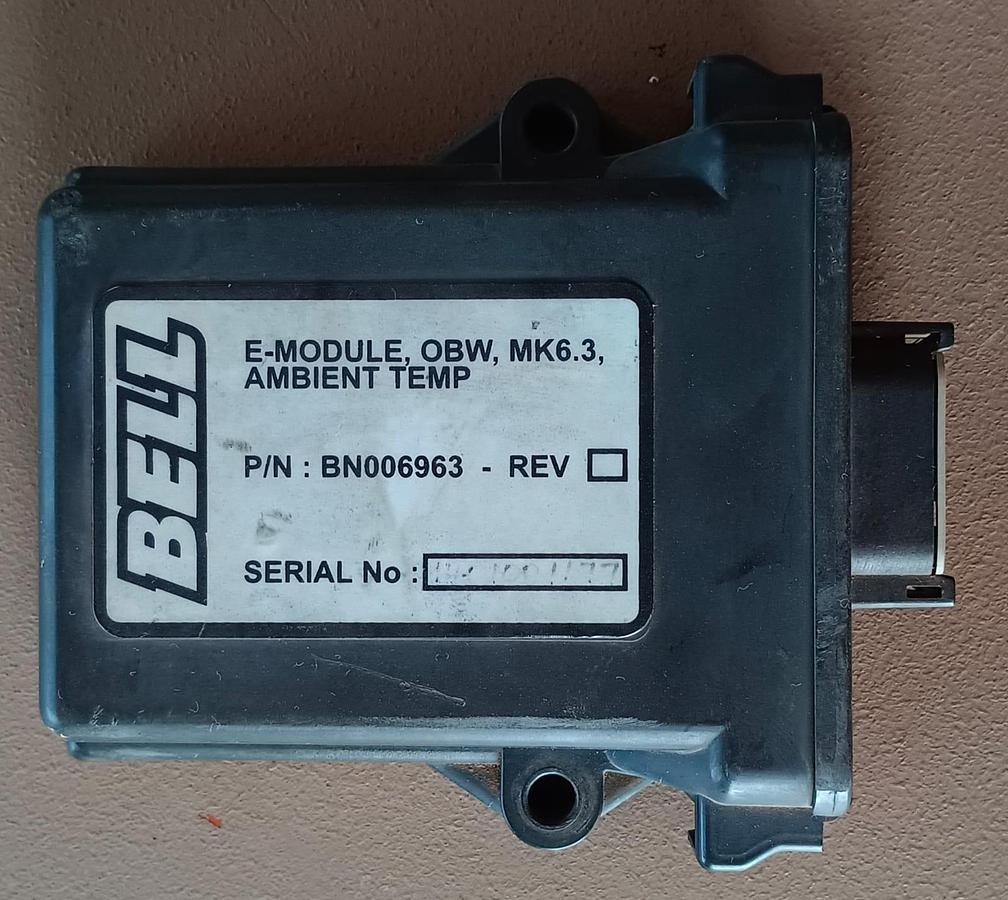 BELL
E-MODULE, OBW, MK6.3,
AMBIENT TEMP
P/N : BN006963 - REV
SERIAL No :